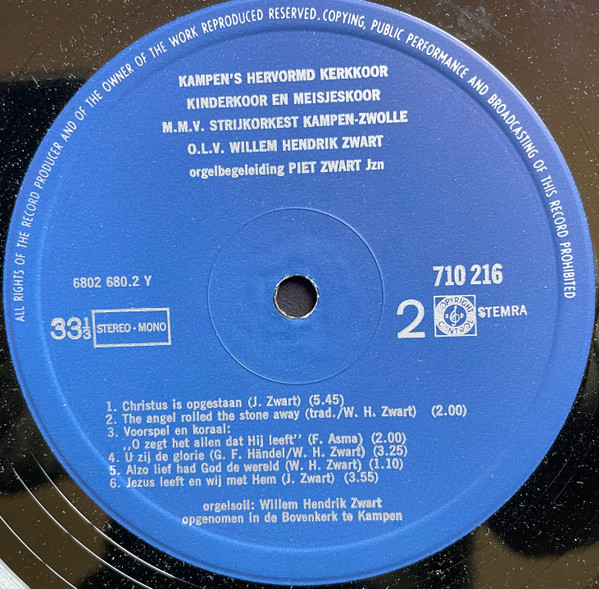 ALL RIGHTS OF THE RECORD PRODUCER AND OF THE OWNER OF THE WORK REPRODUCED RESERVED. COPYING, PUBLIC PERFORMANCE AND BROADCASTING OF THIS RECORD PROHIBITED
KAMPEN'S HERVORMD KERKKOOR
KINDERKOOR EN MEISJESKOOR
M.M.V. STRIJKORKEST KAMPEN-ZWOLLE
O.L.V. WILLEM HENDRIK ZWART
orgelbegeleiding PIET ZWART Jzn
6802 680.2 Y
710 216
33⅓ STEREO - MONO
2 COPYRIGHT CONTROL STEMRA
1. Christus is opgestaan (J. Zwart) (5.45)
2. The angel rolled the stone away (trad./W. H. Zwart) (2.00)
3. Voorspel en koraal:
„O zegt het allen dat Hij leeft" (F. Asma) (2.00)
4. U zij de glorie (G. F. Händel/W. H. Zwart) (3.25)
5. Alzo lief had God de wereld (W. H. Zwart) (1.10)
6. Jezus leeft en wij met Hem (J. Zwart) (3.55)
orgelsoli: Willem Hendrik Zwart
opgenomen in de Bovenkerk te Kampen